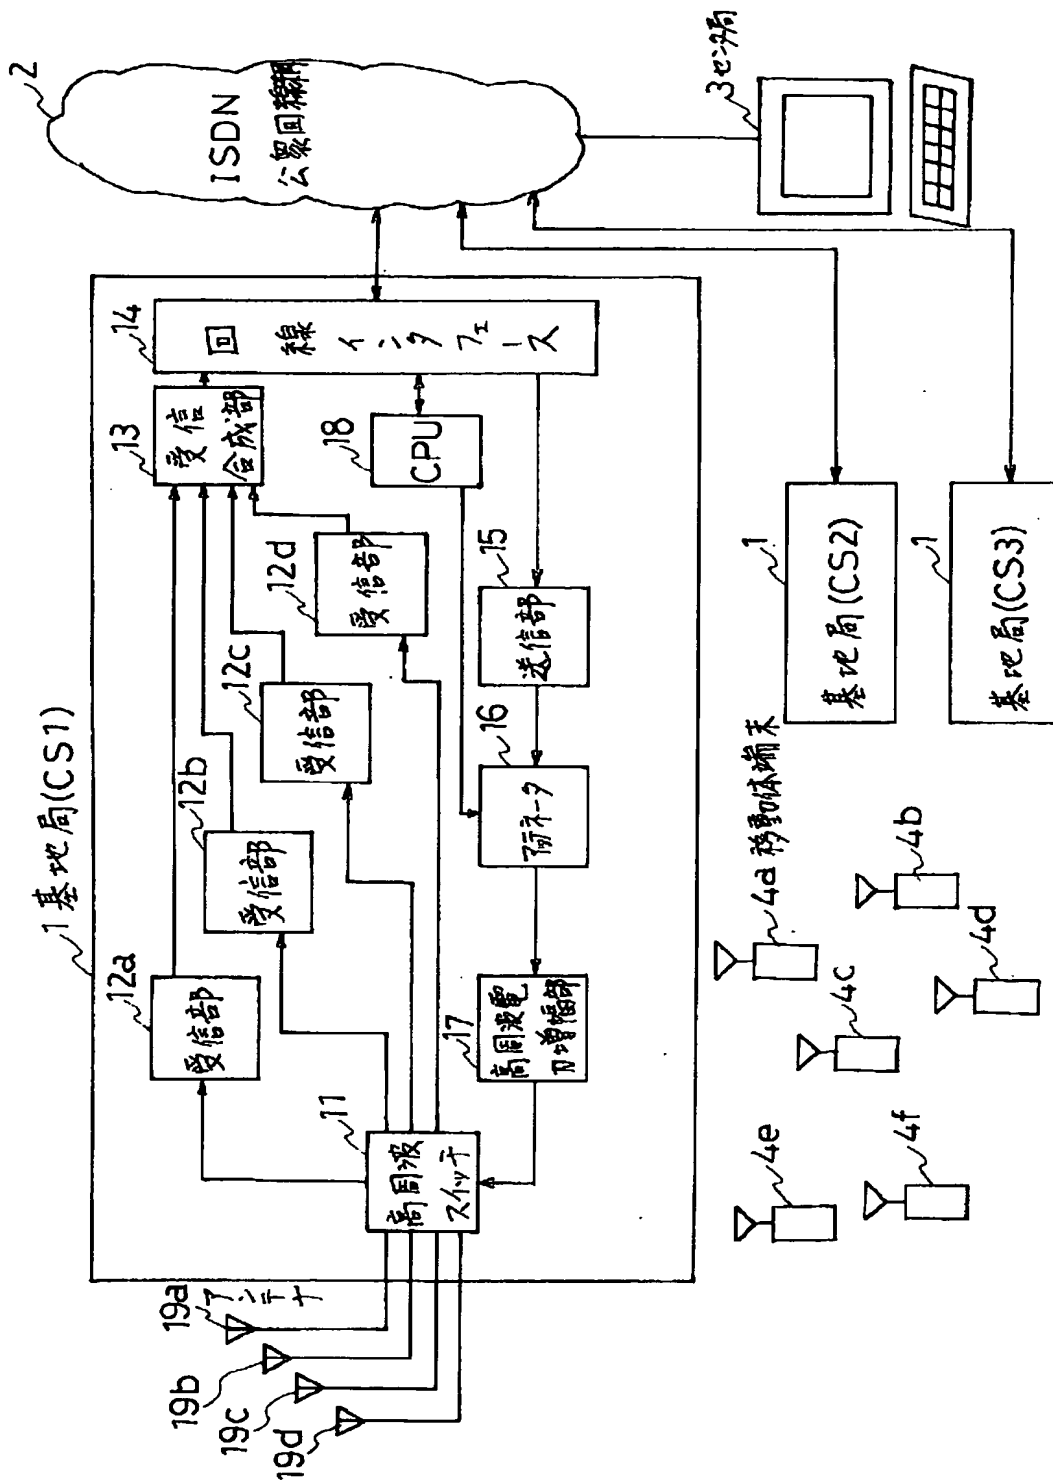 1 基地局(CS1)
2
ISDN
公衆回線網
3 センタ局
14
回線インタフェース
13
受信
合成部
18
CPU
12a
受信部
12b
受信部
12c
受信部
12d
受信部
15
送信部
16
アッテネータ
17
高周波電
力増幅部
11
高周波
スイッチ
19a
アンテナ
19b
19c
19d
1
基地局(CS2)
1
基地局(CS3)
4a 移動体端末
4b
4c
4d
4e
4f